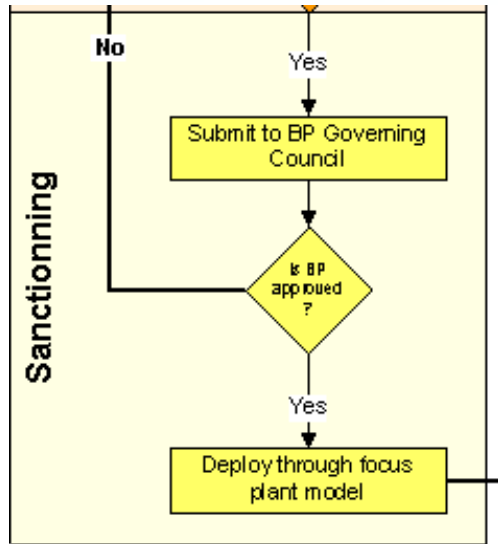 No
Yes
Submit to BP Governing
Council
Sanctionning
Is BP
approved
?
Yes
Deploy through focus
plant model